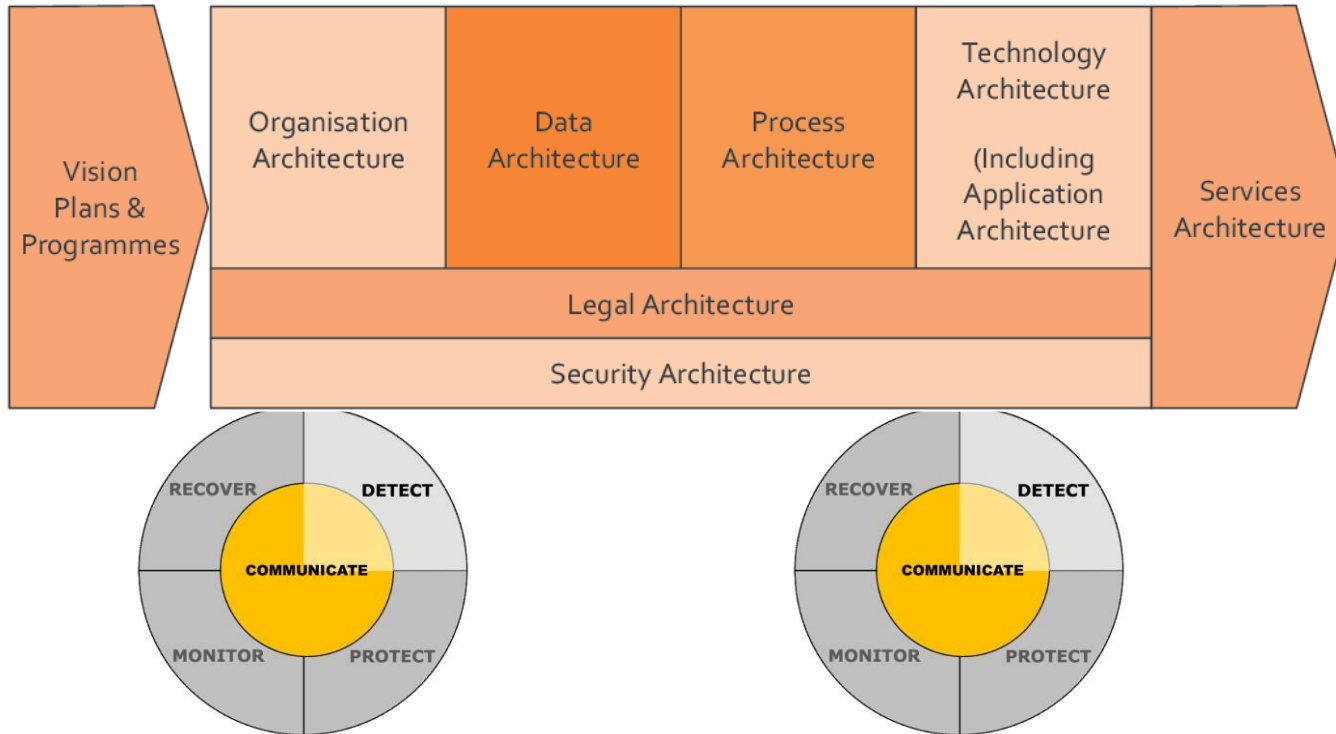 Vision
Plans &
Programmes
Organisation
Architecture
Data
Architecture
Process
Architecture
Technology
Architecture
(Including
Application
Architecture
Services
Architecture
Legal Architecture
Security Architecture
RECOVER
DETECT
COMMUNICATE
MONITOR
PROTECT
RECOVER
DETECT
COMMUNICATE
MONITOR
PROTECT